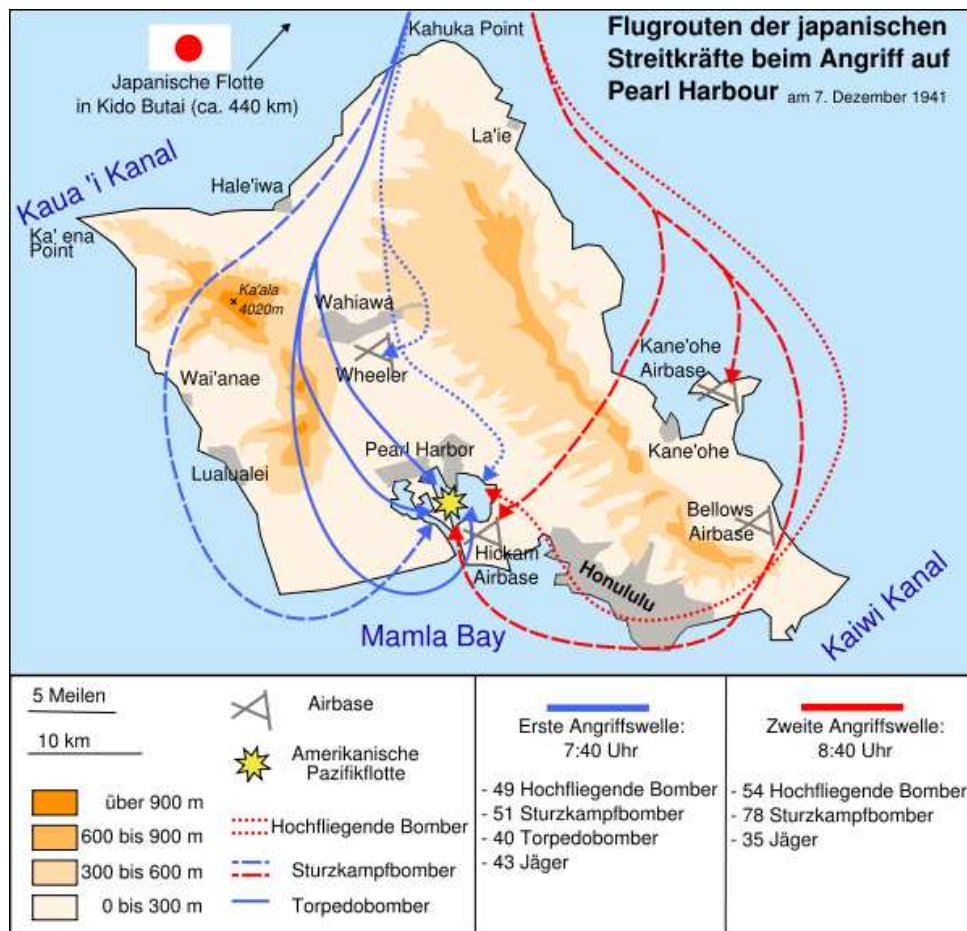 Flugrouten der japanischen
Streitkräfte beim Angriff auf
Pearl Harbour am 7. Dezember 1941
Japanische Flotte
in Kido Butai (ca. 440 km)
Kahuka Point
La'ie
Kaua 'i Kanal
Hale'iwa
Ka' ena
Point
Ka'ala
4020m
Wahiawa
Wheeler
Wai'anae
Lualualei
Pearl Harbor
Kane'ohe
Airbase
Kane'ohe
Bellows
Airbase
Hickam
Airbase
Honululu
Mamla Bay
Kaiwi Kanal
5 Meilen
10 km
über 900 m
600 bis 900 m
300 bis 600 m
0 bis 300 m
Airbase
Amerikanische
Pazifikflotte
Hochfliegende Bomber
Sturzkampfbomber
Torpedobomber
Erste Angriffswelle:
7:40 Uhr
- 49 Hochfliegende Bomber
- 51 Sturzkampfbomber
- 40 Torpedobomber
- 43 Jäger
Zweite Angriffswelle:
8:40 Uhr
- 54 Hochfliegende Bomber
- 78 Sturzkampfbomber
- 35 Jäger